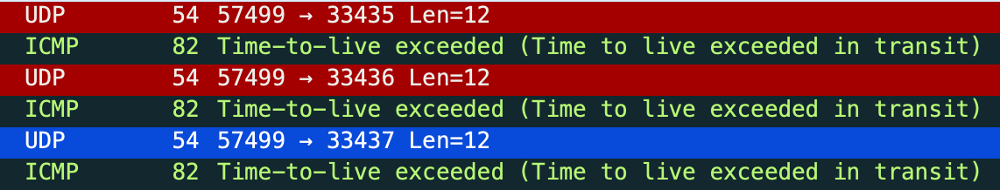 UDP 54 57499 → 33435 Len=12
ICMP 82 Time-to-live exceeded (Time to live exceeded in transit)
UDP 54 57499 → 33436 Len=12
ICMP 82 Time-to-live exceeded (Time to live exceeded in transit)
UDP 54 57499 → 33437 Len=12
ICMP 82 Time-to-live exceeded (Time to live exceeded in transit)